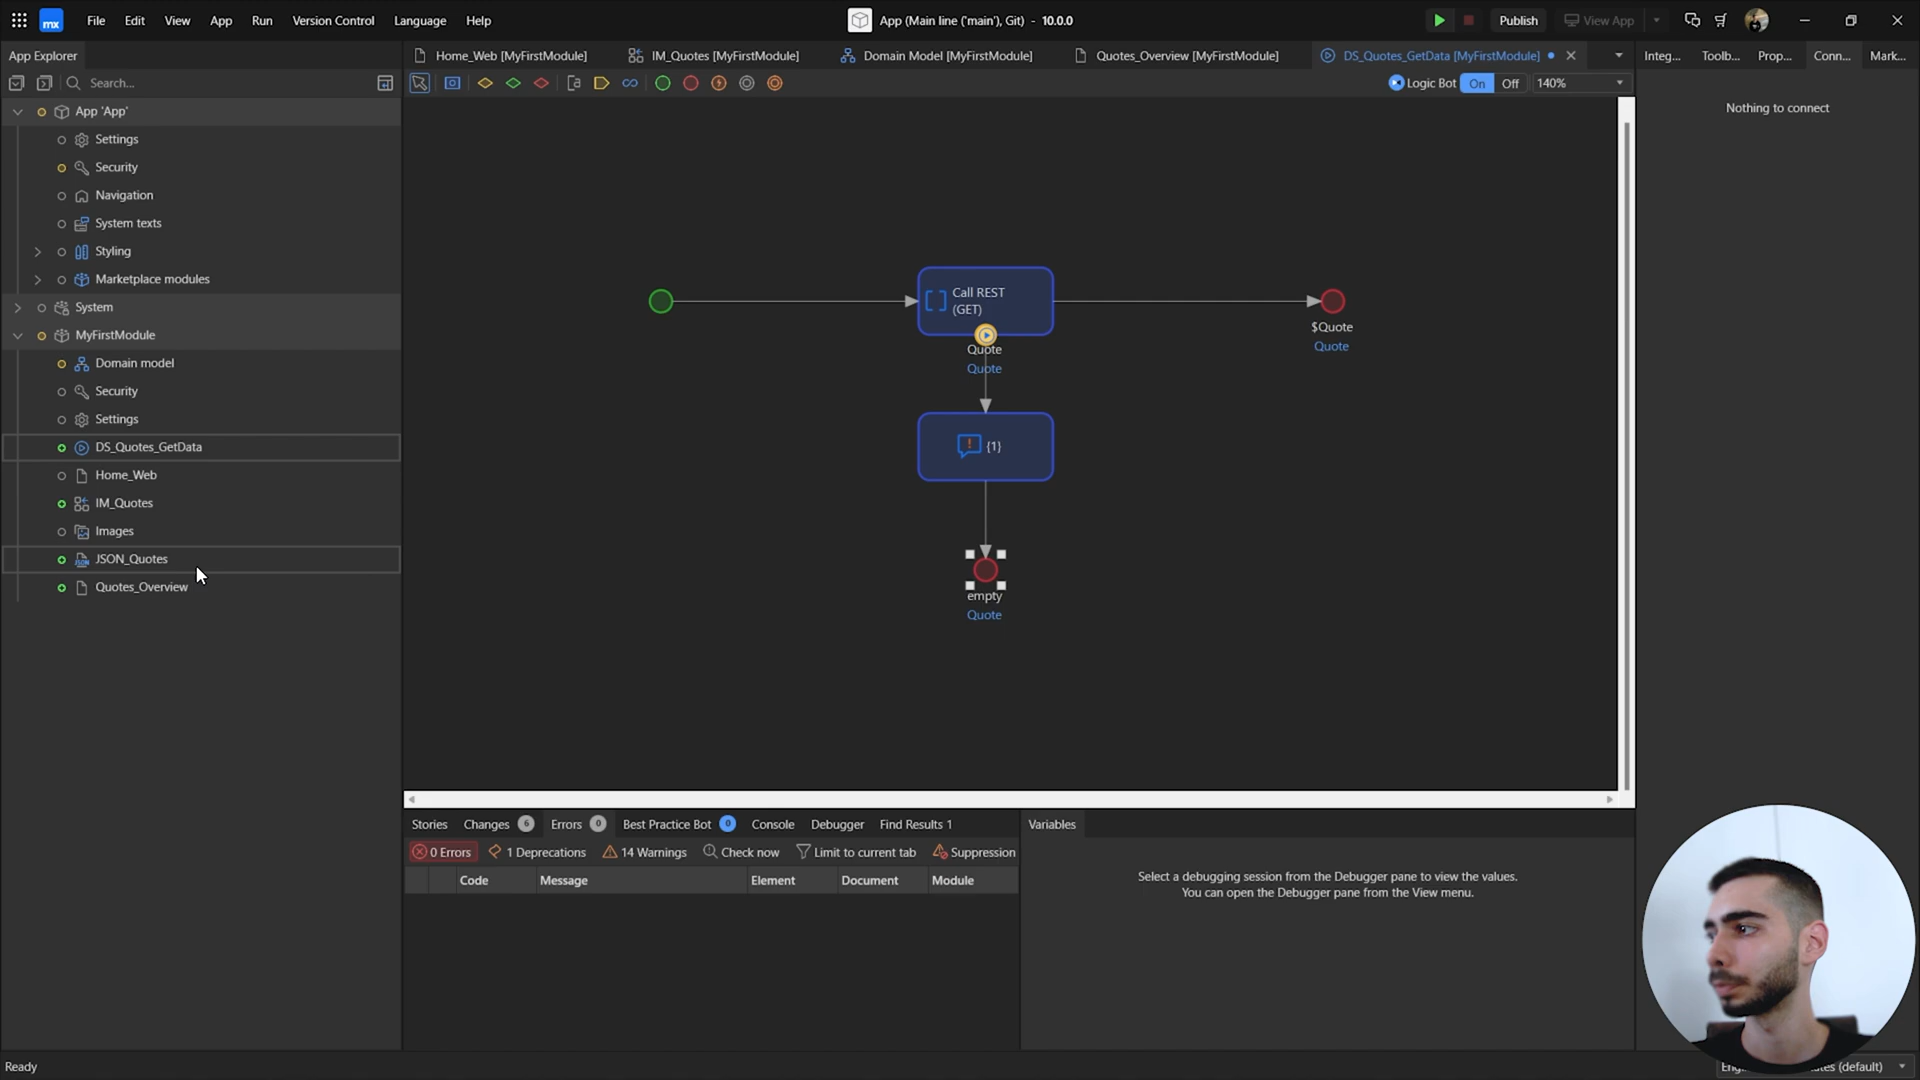 mx
File
Edit
View
App
Run
Version Control
Language
Help
App (Main line ('main'), Git) - 10.0.0
Publish
View App
App Explorer
Home_Web [MyFirstModule]
IM_Quotes [MyFirstModule]
Domain Model [MyFirstModule]
Quotes_Overview [MyFirstModule]
DS_Quotes_GetData [MyFirstModule]
Integ...
Toolb...
Prop...
Conn...
Mark...
Search...
Logic Bot
On
Off
140%
App 'App'
Settings
Security
Navigation
System texts
Styling
Marketplace modules
System
MyFirstModule
Domain model
Security
Settings
DS_Quotes_GetData
Home_Web
IM_Quotes
Images
JSON_Quotes
Quotes_Overview
Nothing to connect
Call REST
(GET)
Quote
Quote
$Quote
Quote
{1}
empty
Quote
Stories
Changes 6
Errors 0
Best Practice Bot 0
Console
Debugger
Find Results 1
Variables
0 Errors
1 Deprecations
14 Warnings
Check now
Limit to current tab
Suppression
Code
Message
Element
Document
Module
Select a debugging session from the Debugger pane to view the values.
You can open the Debugger pane from the View menu.
Ready
(default)